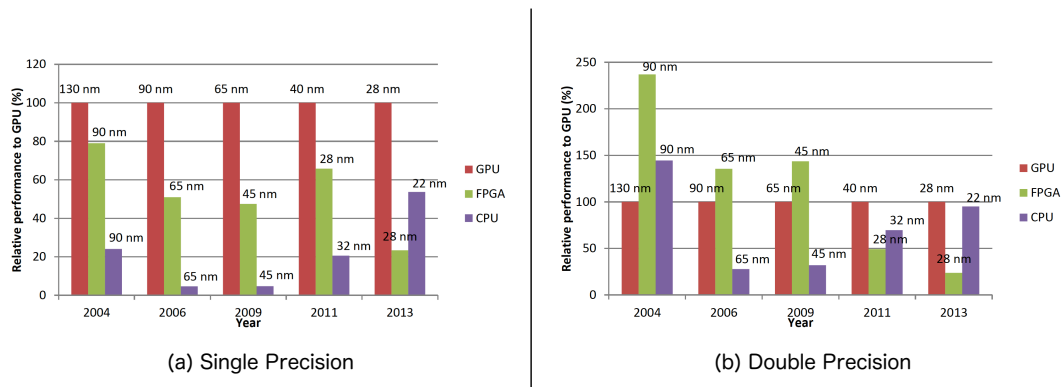 120
100
80
60
40
20
0
Relative performance to GPU (%)
130 nm
90 nm
65 nm
40 nm
28 nm
90 nm
65 nm
45 nm
28 nm
28 nm
90 nm
65 nm
45 nm
32 nm
22 nm
2004
2006
2009
2011
2013
Year
GPU
FPGA
CPU
(a) Single Precision
250
200
150
100
50
0
Relative performance to GPU (%)
130 nm
90 nm
65 nm
40 nm
28 nm
90 nm
65 nm
45 nm
28 nm
28 nm
90 nm
65 nm
45 nm
32 nm
22 nm
2004
2006
2009
2011
2013
Year
GPU
FPGA
CPU
(b) Double Precision